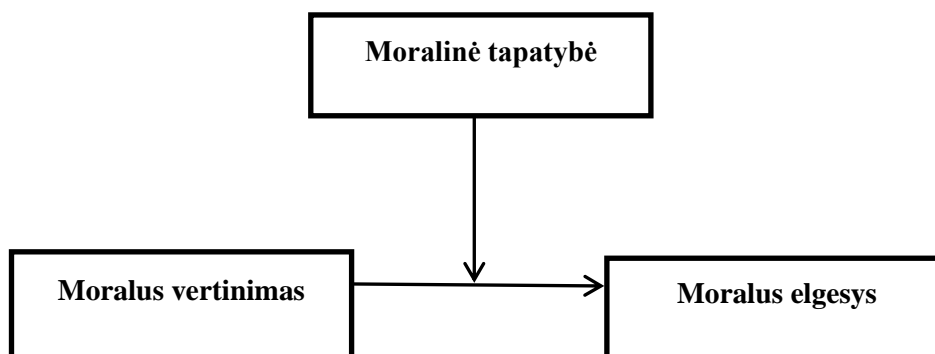 Moralinė tapatybė
Moralus vertinimas
Moralus elgesys